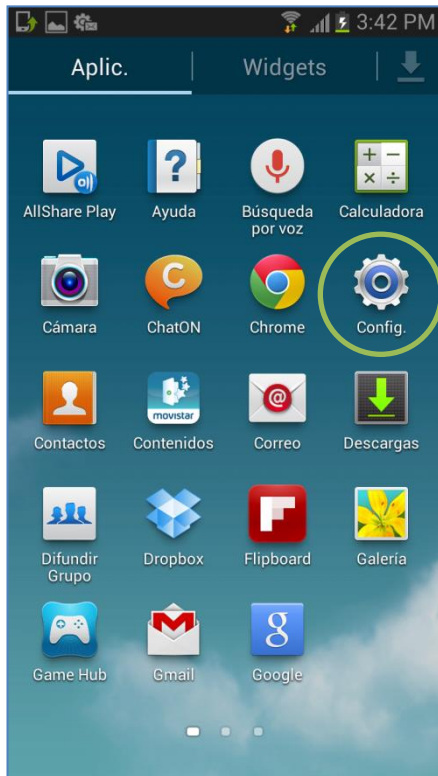 3:42 PM
Aplic.
Widgets
AllShare Play
Ayuda
Búsqueda
por voz
Calculadora
Cámara
ChatON
Chrome
Config.
movistar
Contactos
Contenidos
Correo
Descargas
Difundir
Grupo
Dropbox
Flipboard
Galería
Game Hub
Gmail
Google